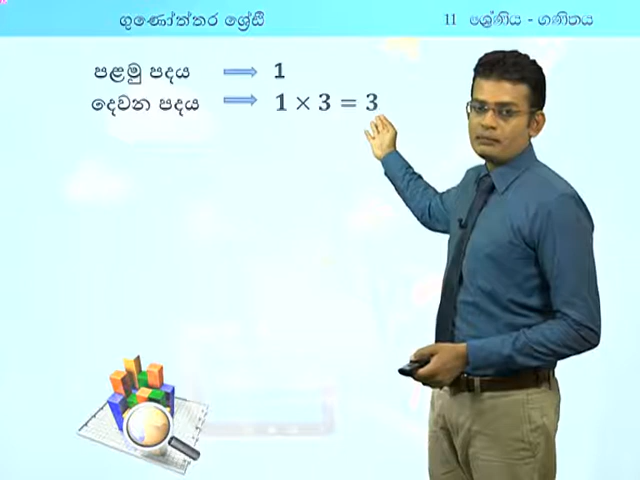 ගුණෝත්තර ශ්‍රේඪි
11 ශ්‍රේණිය - ගණිතය
පළමු පදය ⇒ 1
දෙවන පදය ⇒ 1 × 3 = 3